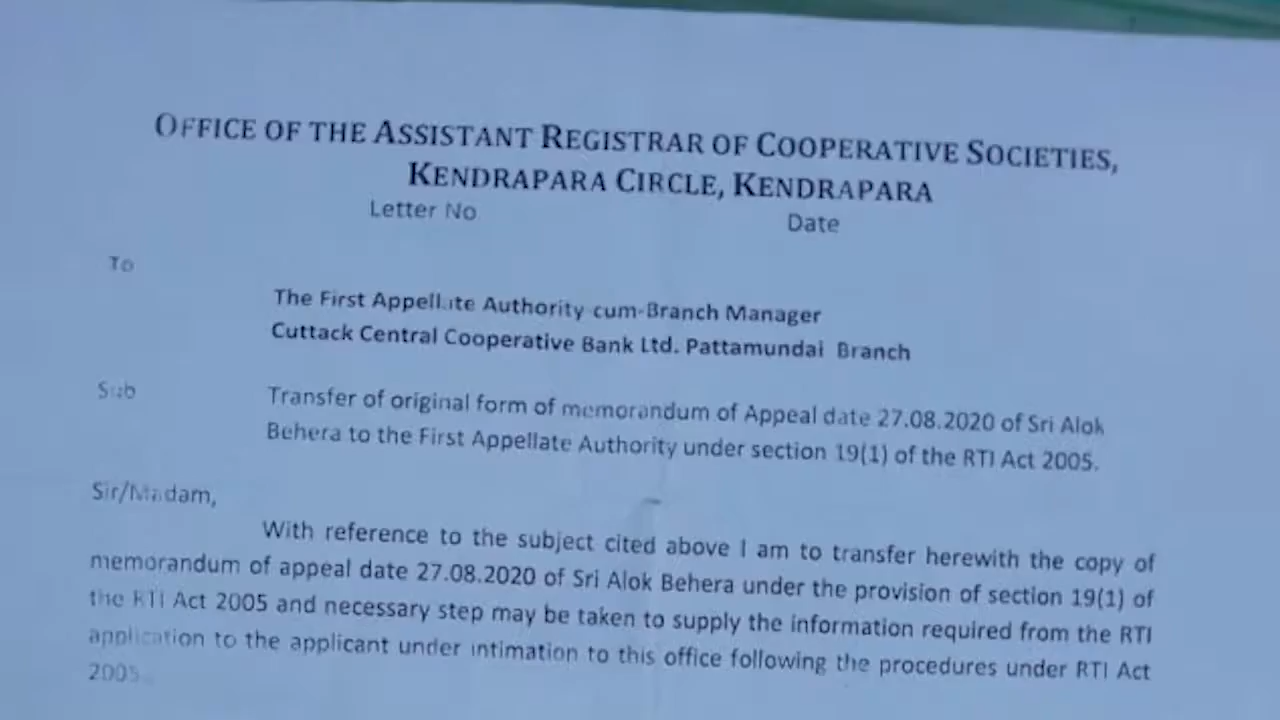 OFFICE OF THE ASSISTANT REGISTRAR OF COOPERATIVE SOCIETIES,
KENDRAPARA CIRCLE, KENDRAPARA
Letter No Date
To
The First Appellate Authority cum-Branch Manager
Cuttack Central Cooperative Bank Ltd. Pattamundai Branch
Sub Transfer of original form of memorandum of Appeal date 27.08.2020 of Sri Alok
Behera to the First Appellate Authority under section 19(1) of the RTI Act 2005.
Sir/Madam,
With reference to the subject cited above I am to transfer herewith the copy of
memorandum of appeal date 27.08.2020 of Sri Alok Behera under the provision of section 19(1) of
the RTI Act 2005 and necessary step may be taken to supply the information required from the RTI
application to the applicant under intimation to this office following the procedures under RTI Act
2005.